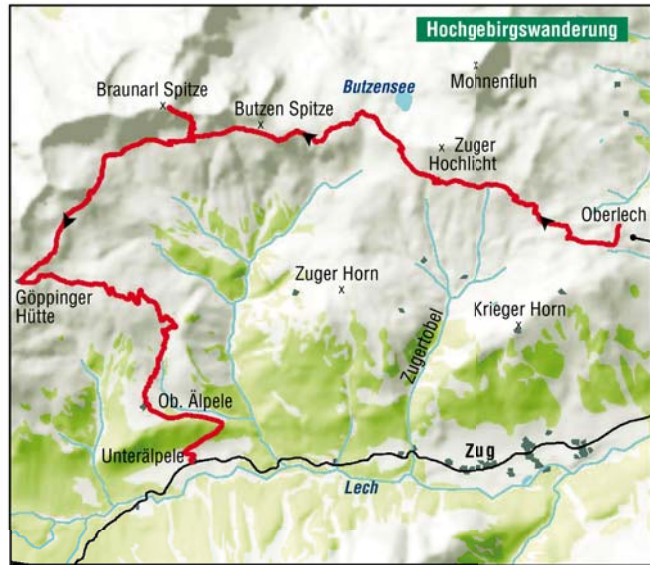 Hochgebirgswanderung
Mohnenfluh
Braunarl Spitze
Butzensee
Butzen Spitze
Zuger
Hochlicht
Oberlech
Göppinger
Hütte
Zuger Horn
Krieger Horn
Zugertobel
Ob. Älpele
Unterälpele
Zug
Lech